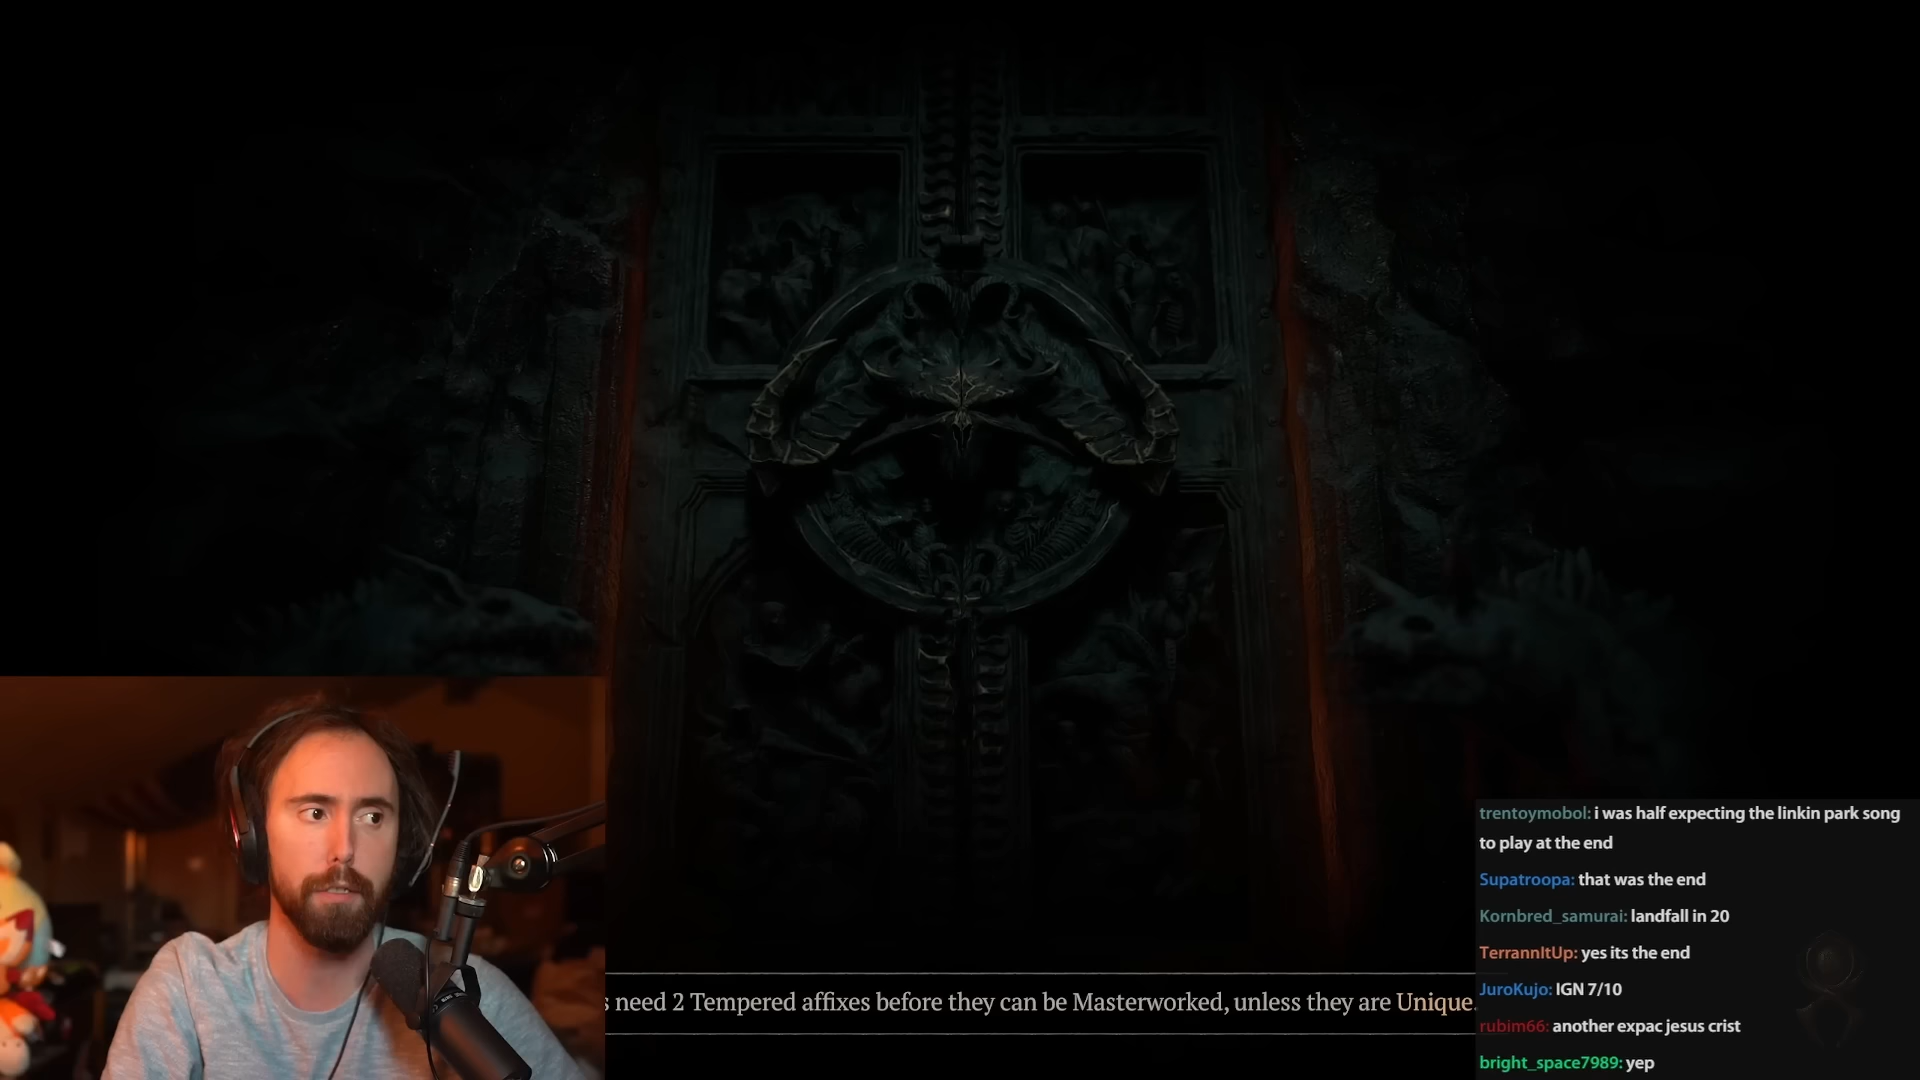 trentoymobol: i was half expecting the linkin park song
to play at the end
Supatroopa: that was the end
Kornbred_samurai: landfall in 20
TerrannItUp: yes its the end
JuroKujo: IGN 7/10
s need 2 Tempered affixes before they can be Masterworked, unless they are Unique.
rubim66: another expac jesus crist
bright_space7989: yep